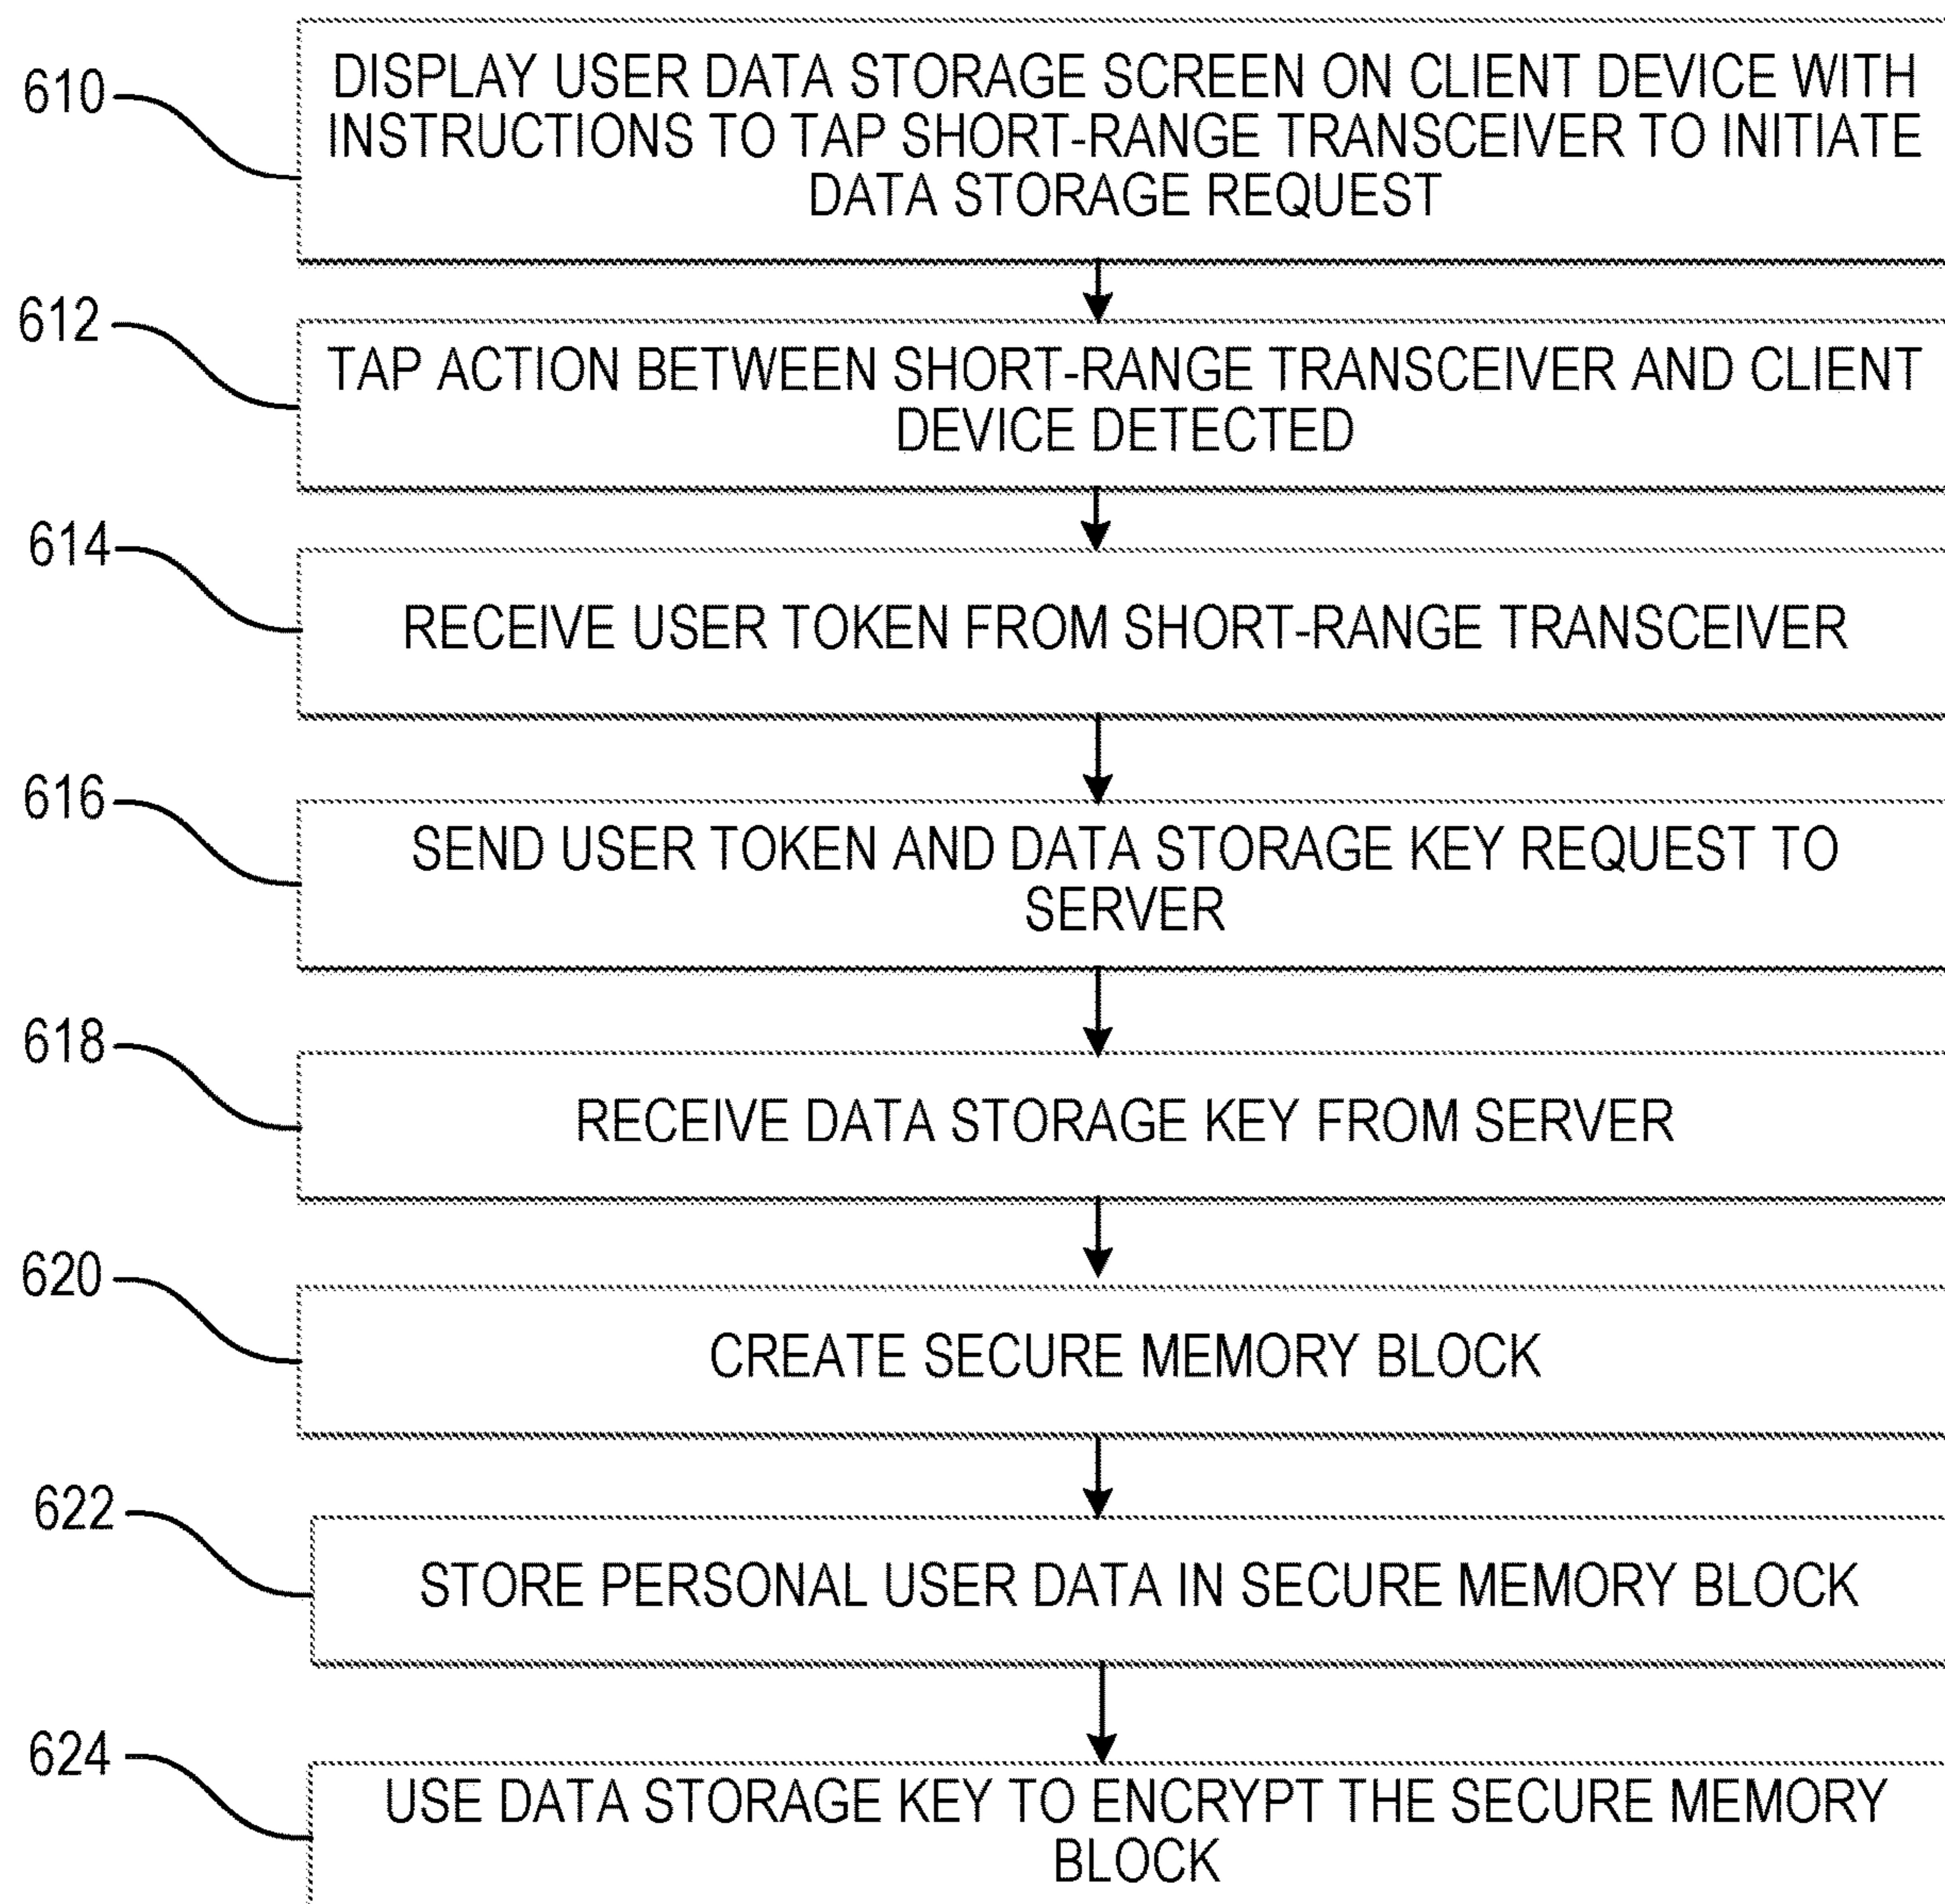 610
DISPLAY USER DATA STORAGE SCREEN ON CLIENT DEVICE WITH
INSTRUCTIONS TO TAP SHORT-RANGE TRANSCEIVER TO INITIATE
DATA STORAGE REQUEST
612
TAP ACTION BETWEEN SHORT-RANGE TRANSCEIVER AND CLIENT
DEVICE DETECTED
614
RECEIVE USER TOKEN FROM SHORT-RANGE TRANSCEIVER
616
SEND USER TOKEN AND DATA STORAGE KEY REQUEST TO
SERVER
618
RECEIVE DATA STORAGE KEY FROM SERVER
620
CREATE SECURE MEMORY BLOCK
622
STORE PERSONAL USER DATA IN SECURE MEMORY BLOCK
624
USE DATA STORAGE KEY TO ENCRYPT THE SECURE MEMORY
BLOCK